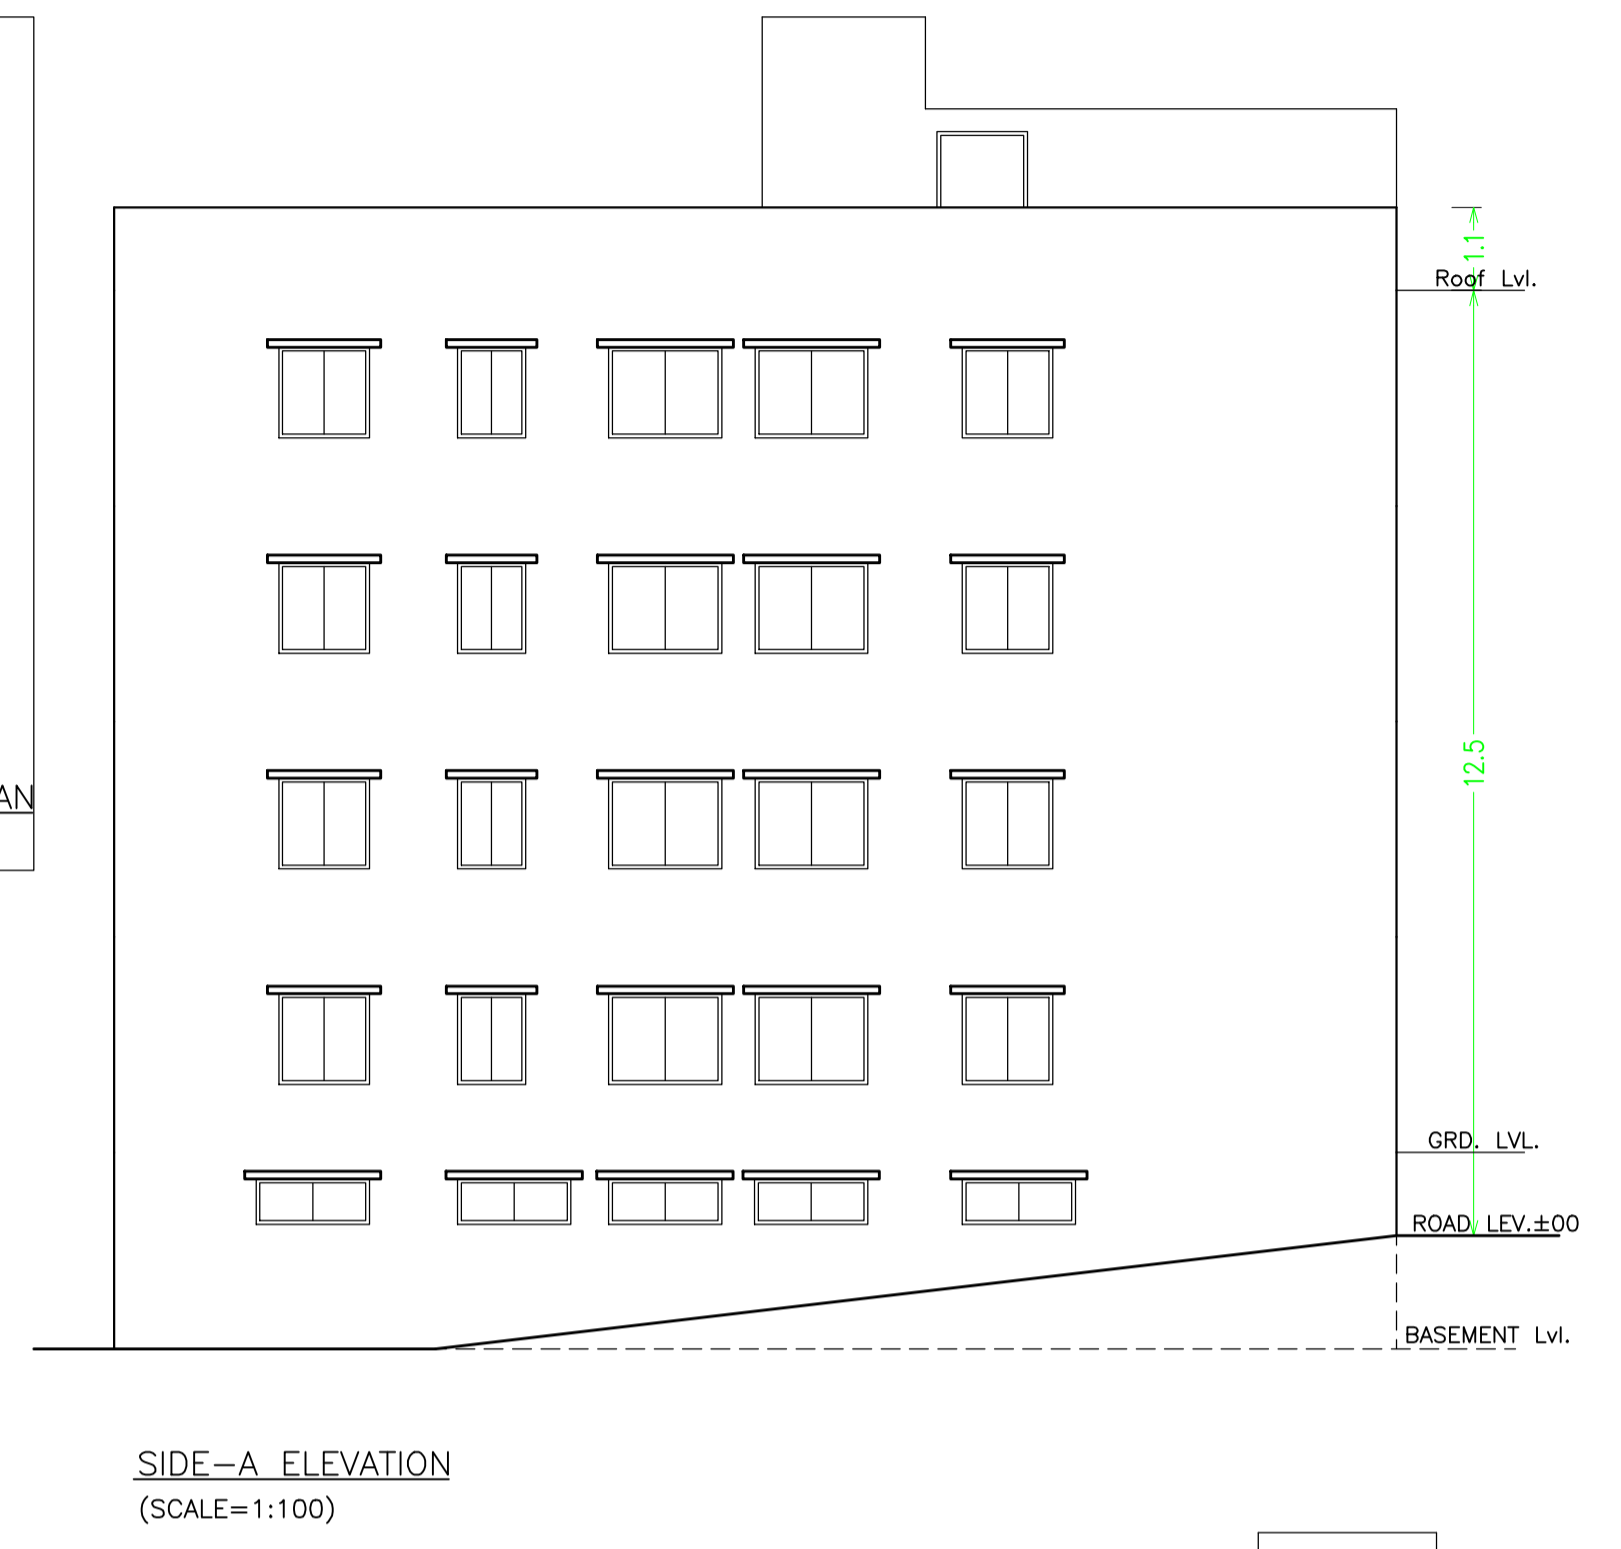 1.1
Roof Lvl.
12.5
AN
GRD. LVL.
ROAD LEV.±00
BASEMENT Lvl.
SIDE-A ELEVATION
(SCALE=1:100)